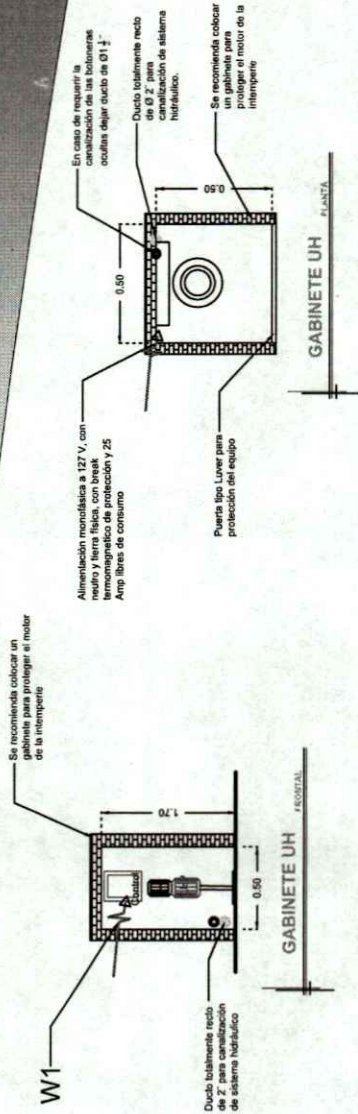 W1
Se recomienda colocar un
gabinete para proteger el motor
de la intemperie
Control
1.70
0.50
Ducto totalmente recto
de 2" para canalización
de sistema hidráulico
GABINETE UH
FRONTAL
Alimentación monofásica a 127 V, con
neutro y tierra física, con break
termomagnetico de protección y 25
Amp libres de consumo
En caso de requerir la
canalización de las botoneras
ocultas dejar ducto de Ø1 1/2"
Ducto totalmente recto
de Ø 2" para
canalización de sistema
hidráulico.
0.50
0.50
Se recomienda colocar
un gabinete para
proteger el motor de la
intemperie
Puerta tipo Luver para
protección del equipo
GABINETE UH
PLANTA